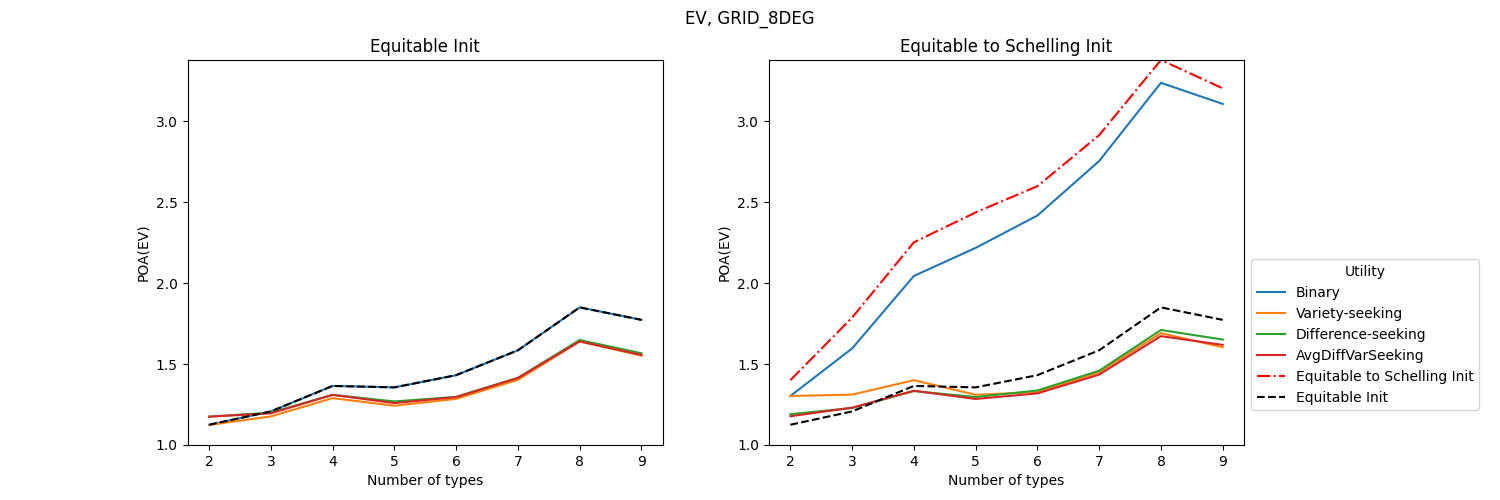 EV, GRID_8DEG
Equitable Init
POA(EV)
3.0
2.5
2.0
1.5
1.0
2 3 4 5 6 7 8 9
Number of types
Equitable to Schelling Init
POA(EV)
3.0
2.5
2.0
1.5
1.0
2 3 4 5 6 7 8 9
Number of types
Utility
Binary
Variety-seeking
Difference-seeking
AvgDiffVarSeeking
Equitable to Schelling Init
Equitable Init